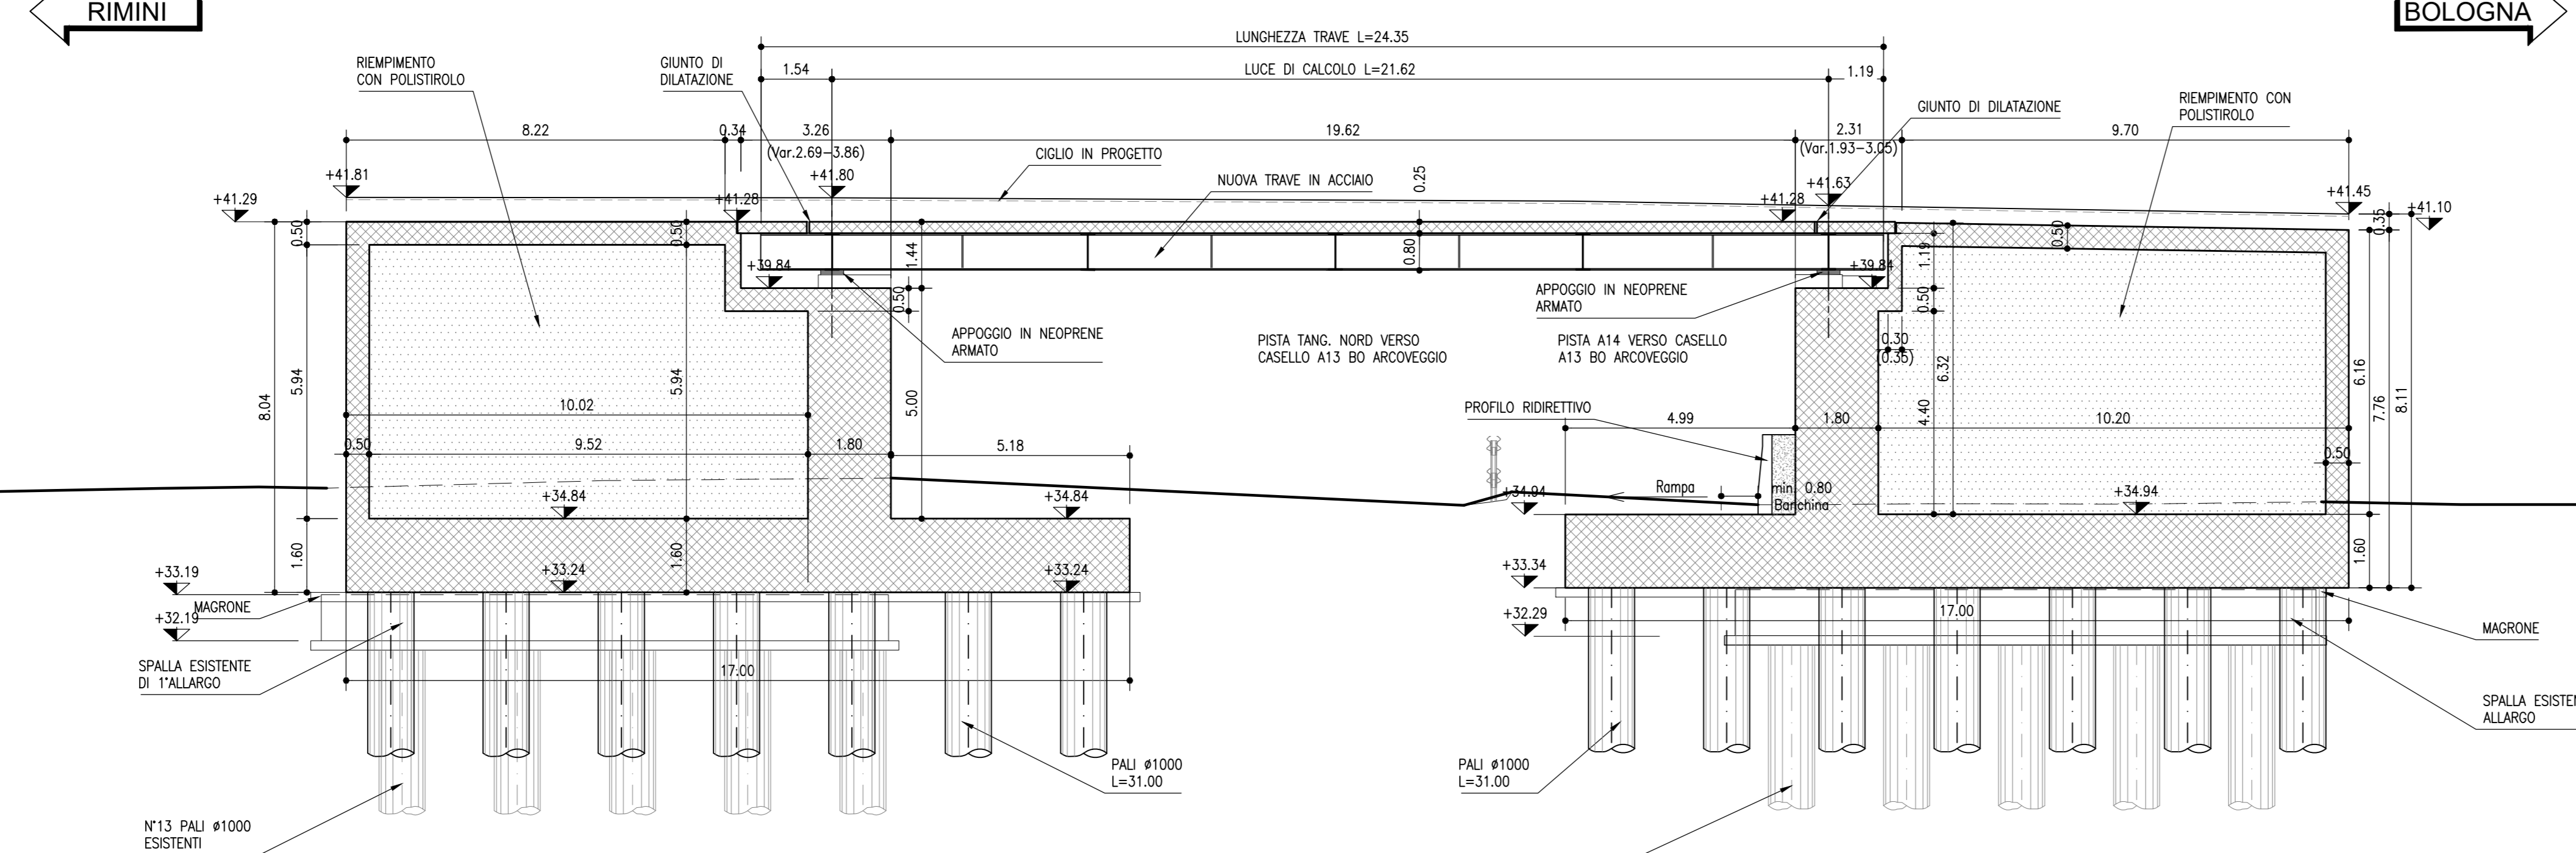 RIMINI
BOLOGNA
LUNGHEZZA TRAVE L=24.35
1.54
LUCE DI CALCOLO L=21.62
1.19
RIEMPIMENTO
CON POLISTIROLO
GIUNTO DI
DILATAZIONE
GIUNTO DI DILATAZIONE
RIEMPIMENTO CON
POLISTIROLO
8.22
0.34
3.26
(Var.2.69-3.86)
19.62
2.31
(Var.1.93-3.05)
9.70
CIGLIO IN PROGETTO
NUOVA TRAVE IN ACCIAIO
+41.81
+41.80
+41.63
+41.45
+41.29
+41.28
+41.28
+41.10
0.25
0.35
0.50
0.50
0.50
1.44
0.80
1.19
+39.84
+39.84
0.50
0.50
APPOGGIO IN NEOPRENE
ARMATO
APPOGGIO IN NEOPRENE
ARMATO
PISTA TANG. NORD VERSO
CASELLO A13 BO ARCOVEGGIO
PISTA A14 VERSO CASELLO
A13 BO ARCOVEGGIO
0.30
(0.35)
8.04
5.94
5.94
5.00
6.32
4.40
6.16
7.76
8.11
10.02
PROFILO RIDIRETTIVO
4.99
1.80
10.20
0.50
9.52
1.80
5.18
0.50
Rampa
min. 0.80
Banchina
+34.84
+34.84
+34.94
+34.94
1.60
1.60
1.60
+33.19
+33.24
+33.24
+33.34
MAGRONE
+32.19
+32.29
17.00
MAGRONE
SPALLA ESISTENTE
DI 1°ALLARGO
17.00
ALLARGO
PALI ø1000
L=31.00
PALI ø1000
L=31.00
N°13 PALI ø1000
ESISTENTI